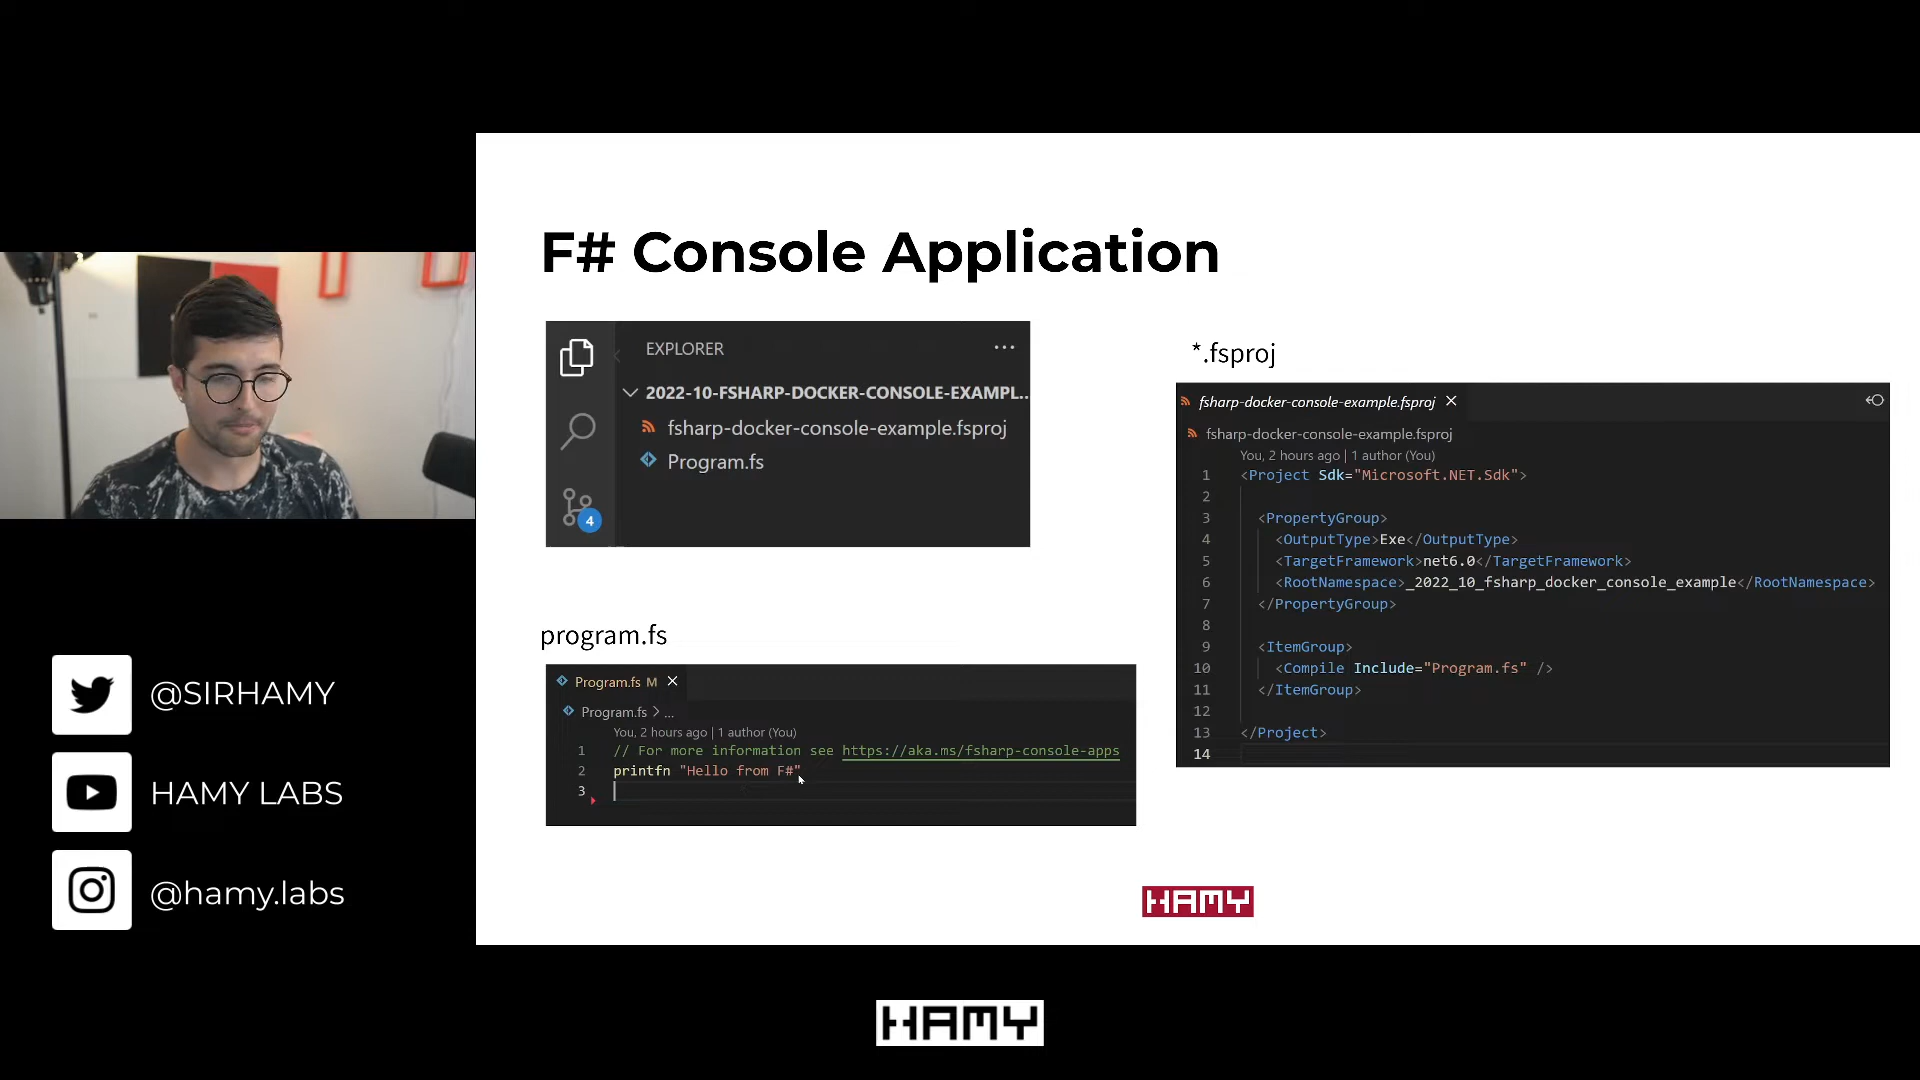 F# Console Application
EXPLORER
2022-10-FSHARP-DOCKER-CONSOLE-EXAMPL...
fsharp-docker-console-example.fsproj
Program.fs
4
*.fsproj
fsharp-docker-console-example.fsproj
fsharp-docker-console-example.fsproj
You, 2 hours ago | 1 author (You)
1 <Project Sdk="Microsoft.NET.Sdk">
2
3 <PropertyGroup>
4 <OutputType>Exe</OutputType>
5 <TargetFramework>net6.0</TargetFramework>
6 <RootNamespace>_2022_10_fsharp_docker_console_example</RootNamespace>
7 </PropertyGroup>
8
9 <ItemGroup>
10 <Compile Include="Program.fs" />
11 </ItemGroup>
12
13 </Project>
14
program.fs
Program.fs M
Program.fs > ...
You, 2 hours ago | 1 author (You)
1 // For more information see https://aka.ms/fsharp-console-apps
2 printfn "Hello from F#"
3
@SIRHAMY
HAMY LABS
@hamy.labs
HAMY
HAMY